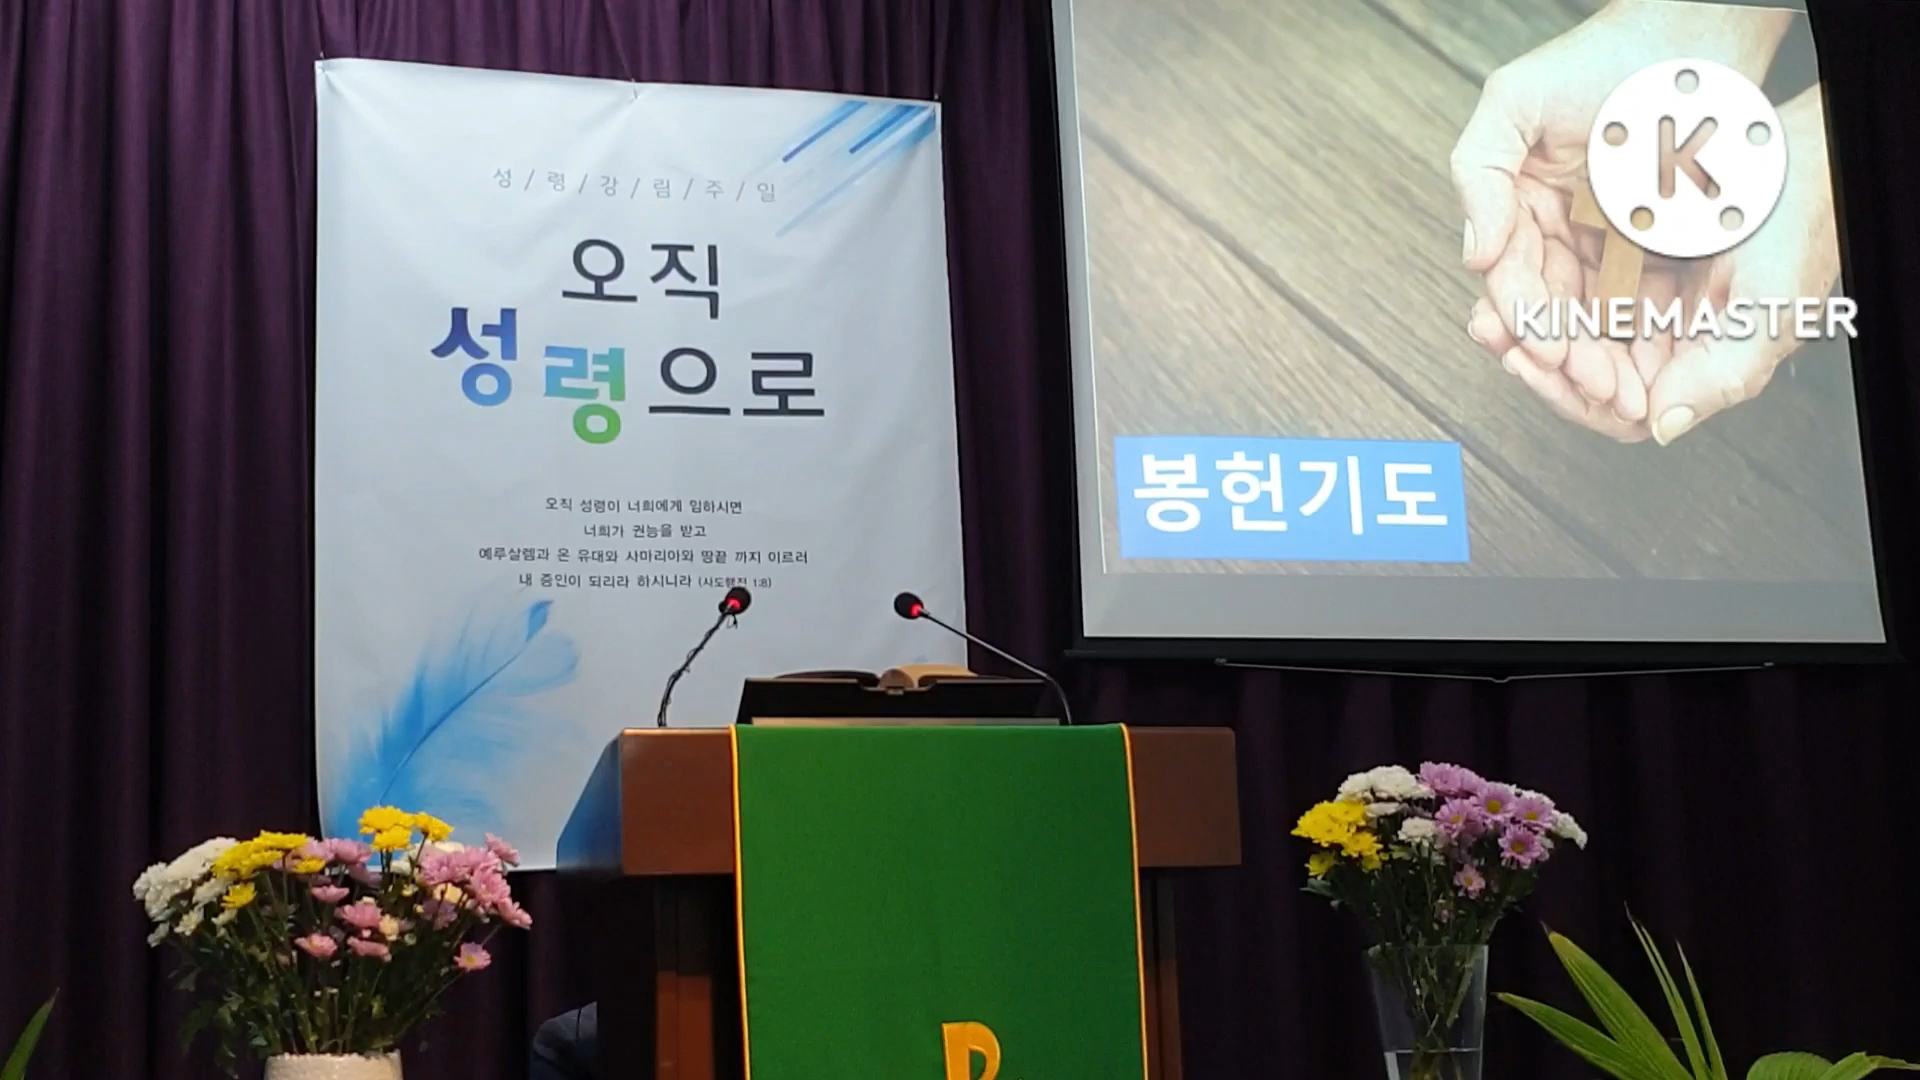 성/령/강/림/주/일
오직
성령으로
오직 성령이 너희에게 임하시면
너희가 권능을 받고
예루살렘과 온 유대와 사마리아와 땅끝 까지 이르러
내 증인이 되리라 하시니라 (사도행전 1:8)
K
KINEMASTER
봉헌기도